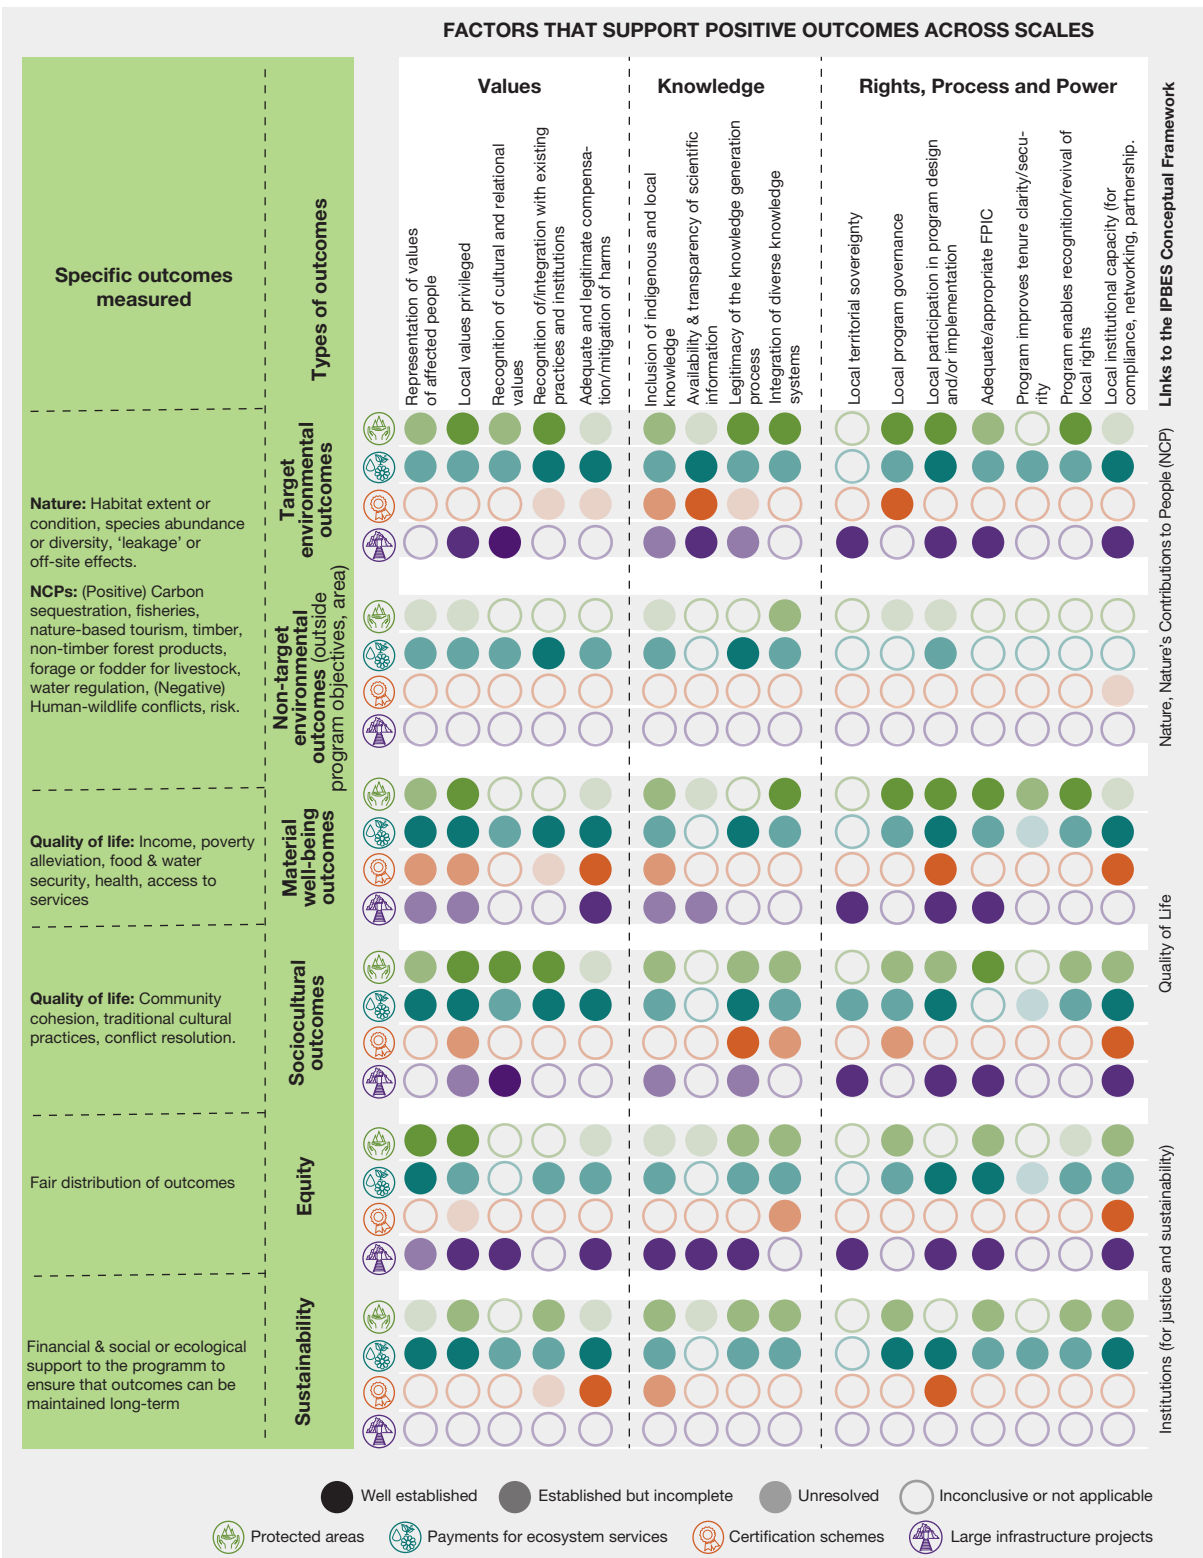 FACTORS THAT SUPPORT POSITIVE OUTCOMES ACROSS SCALES
Values
Knowledge
Rights, Process and Power
Specific outcomes
measured
Types of outcomes
Representation of values
of affected people
Local values privileged
Recognition of cultural and relational
values
Recognition of/integration with existing
practices and institutions
Adequate and legitimate compensa-
tion/mitigation of harms
Inclusion of indigenous and local
knowledge
Availability & transparency of scientific
information
Legitimacy of the knowledge generation
process
Integration of diverse knowledge
systems
Local territorial sovereignty
Local program governance
Local participation in program design
and/or implementation
Adequate/appropriate FPIC
Program improves tenure clarity/secu-
rity
Program enables recognition/revival of
local rights
Local institutional capacity (for
compliance, networking, partnership.
Links to the IPBES Conceptual Framework
Nature: Habitat extent or
condition, species abundance
or diversity, ‘leakage’ or
off-site effects.
NCPs: (Positive) Carbon
sequestration, fisheries,
nature-based tourism, timber,
non-timber forest products,
forage or fodder for livestock,
water regulation, (Negative)
Human-wildlife conflicts, risk.
Target
environmental
outcomes
Non-target
environmental
outcomes (outside
program objectives, area)
Nature, Nature’s Contributions to People (NCP)
Quality of life: Income, poverty
alleviation, food & water
security, health, access to
services
Material
well-being
outcomes
Quality of Life
Quality of life: Community
cohesion, traditional cultural
practices, conflict resolution.
Sociocultural
outcomes
Fair distribution of outcomes
Equity
Institutions (for justice and sustainability)
Financial & social or ecological
support to the programm to
ensure that outcomes can be
maintained long-term
Sustainability
Well established
Established but incomplete
Unresolved
Inconclusive or not applicable
Protected areas
Payments for ecosystem services
Certification schemes
Large infrastructure projects